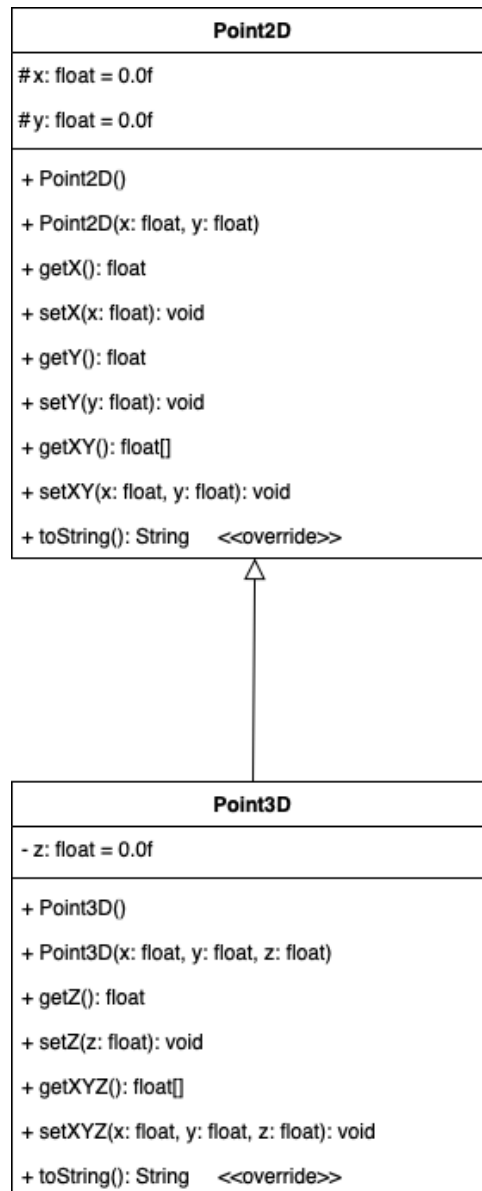 Point2D
# x: float = 0.0f
# y: float = 0.0f
+ Point2D()
+ Point2D(x: float, y: float)
+ getX(): float
+ setX(x: float): void
+ getY(): float
+ setY(y: float): void
+ getXY(): float[]
+ setXY(x: float, y: float): void
+ toString(): String <<override>>
Point3D
- z: float = 0.0f
+ Point3D()
+ Point3D(x: float, y: float, z: float)
+ getZ(): float
+ setZ(z: float): void
+ getXYZ(): float[]
+ setXYZ(x: float, y: float, z: float): void
+ toString(): String <<override>>